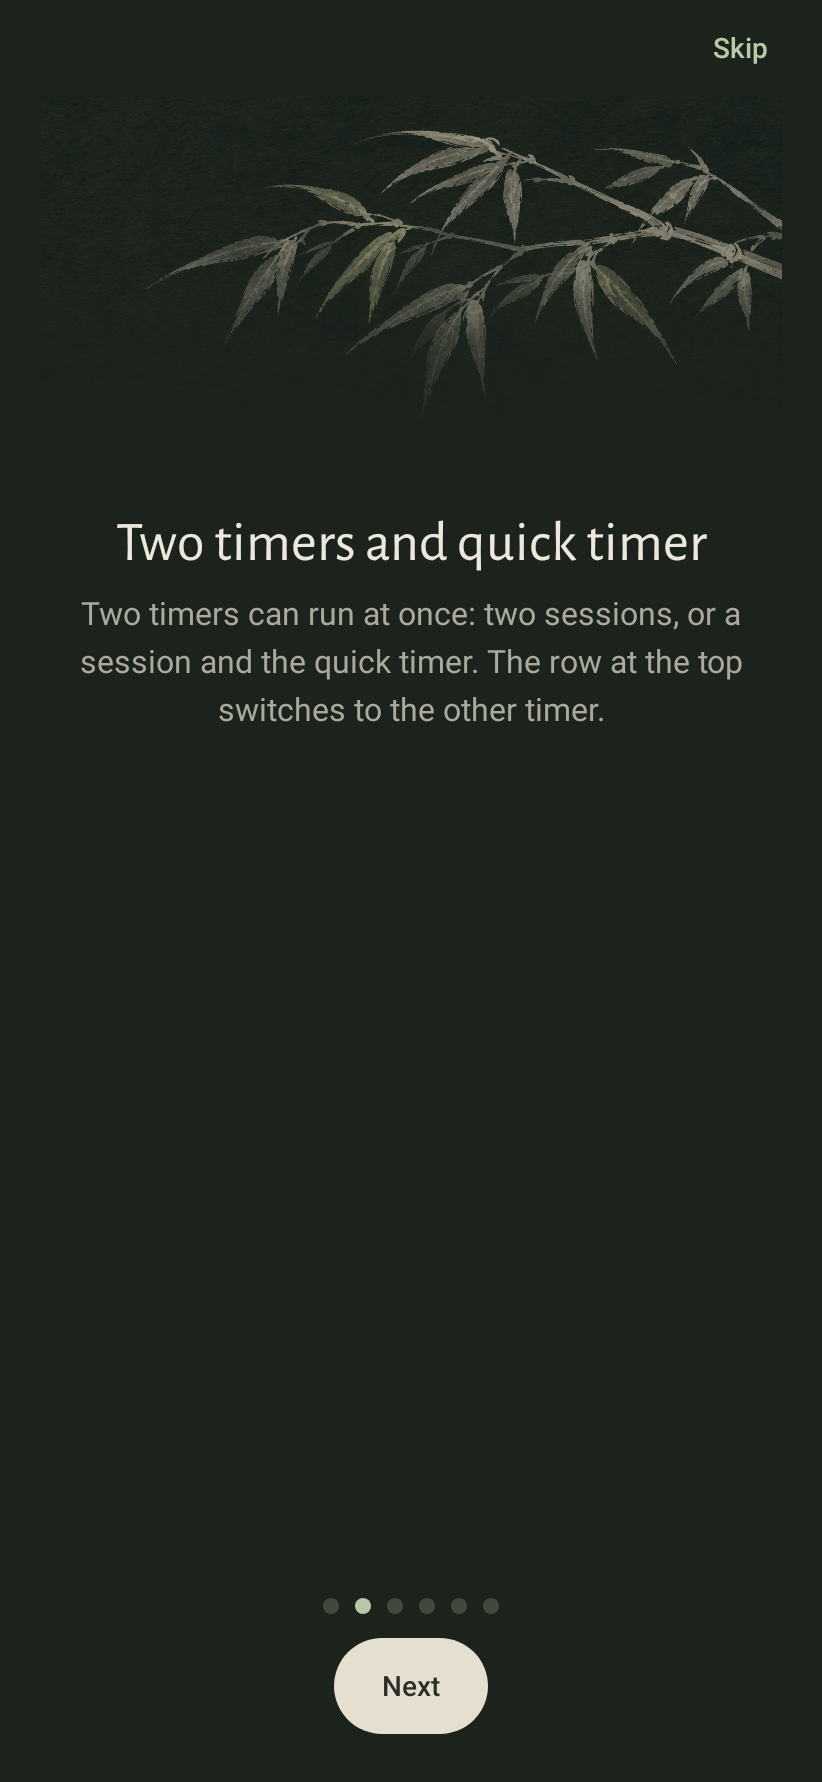 Skip
Two timers and quick timer
Two timers can run at once: two sessions, or a
session and the quick timer. The row at the top
switches to the other timer.
Next